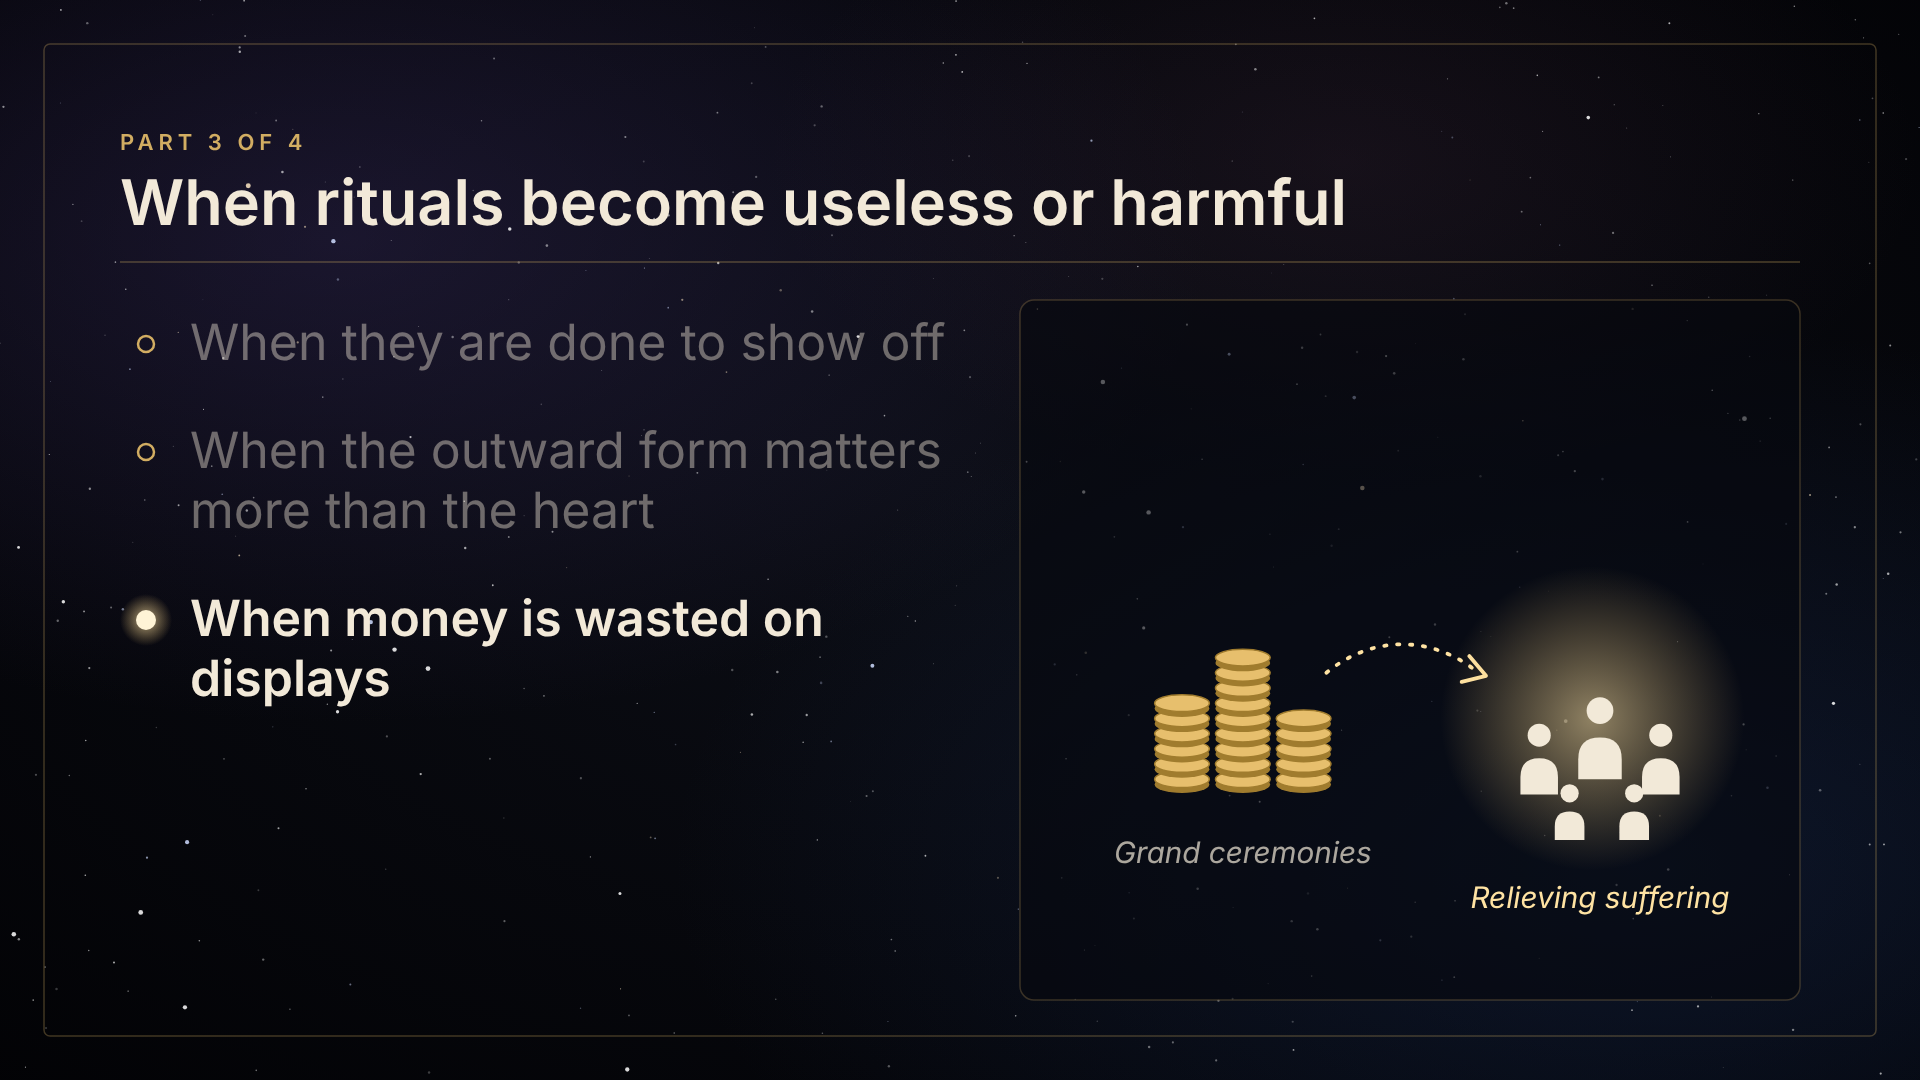 PART 3 OF 4
When rituals become useless or harmful
When they are done to show off
When the outward form matters
more than the heart
When money is wasted on
displays
Grand ceremonies
Relieving suffering